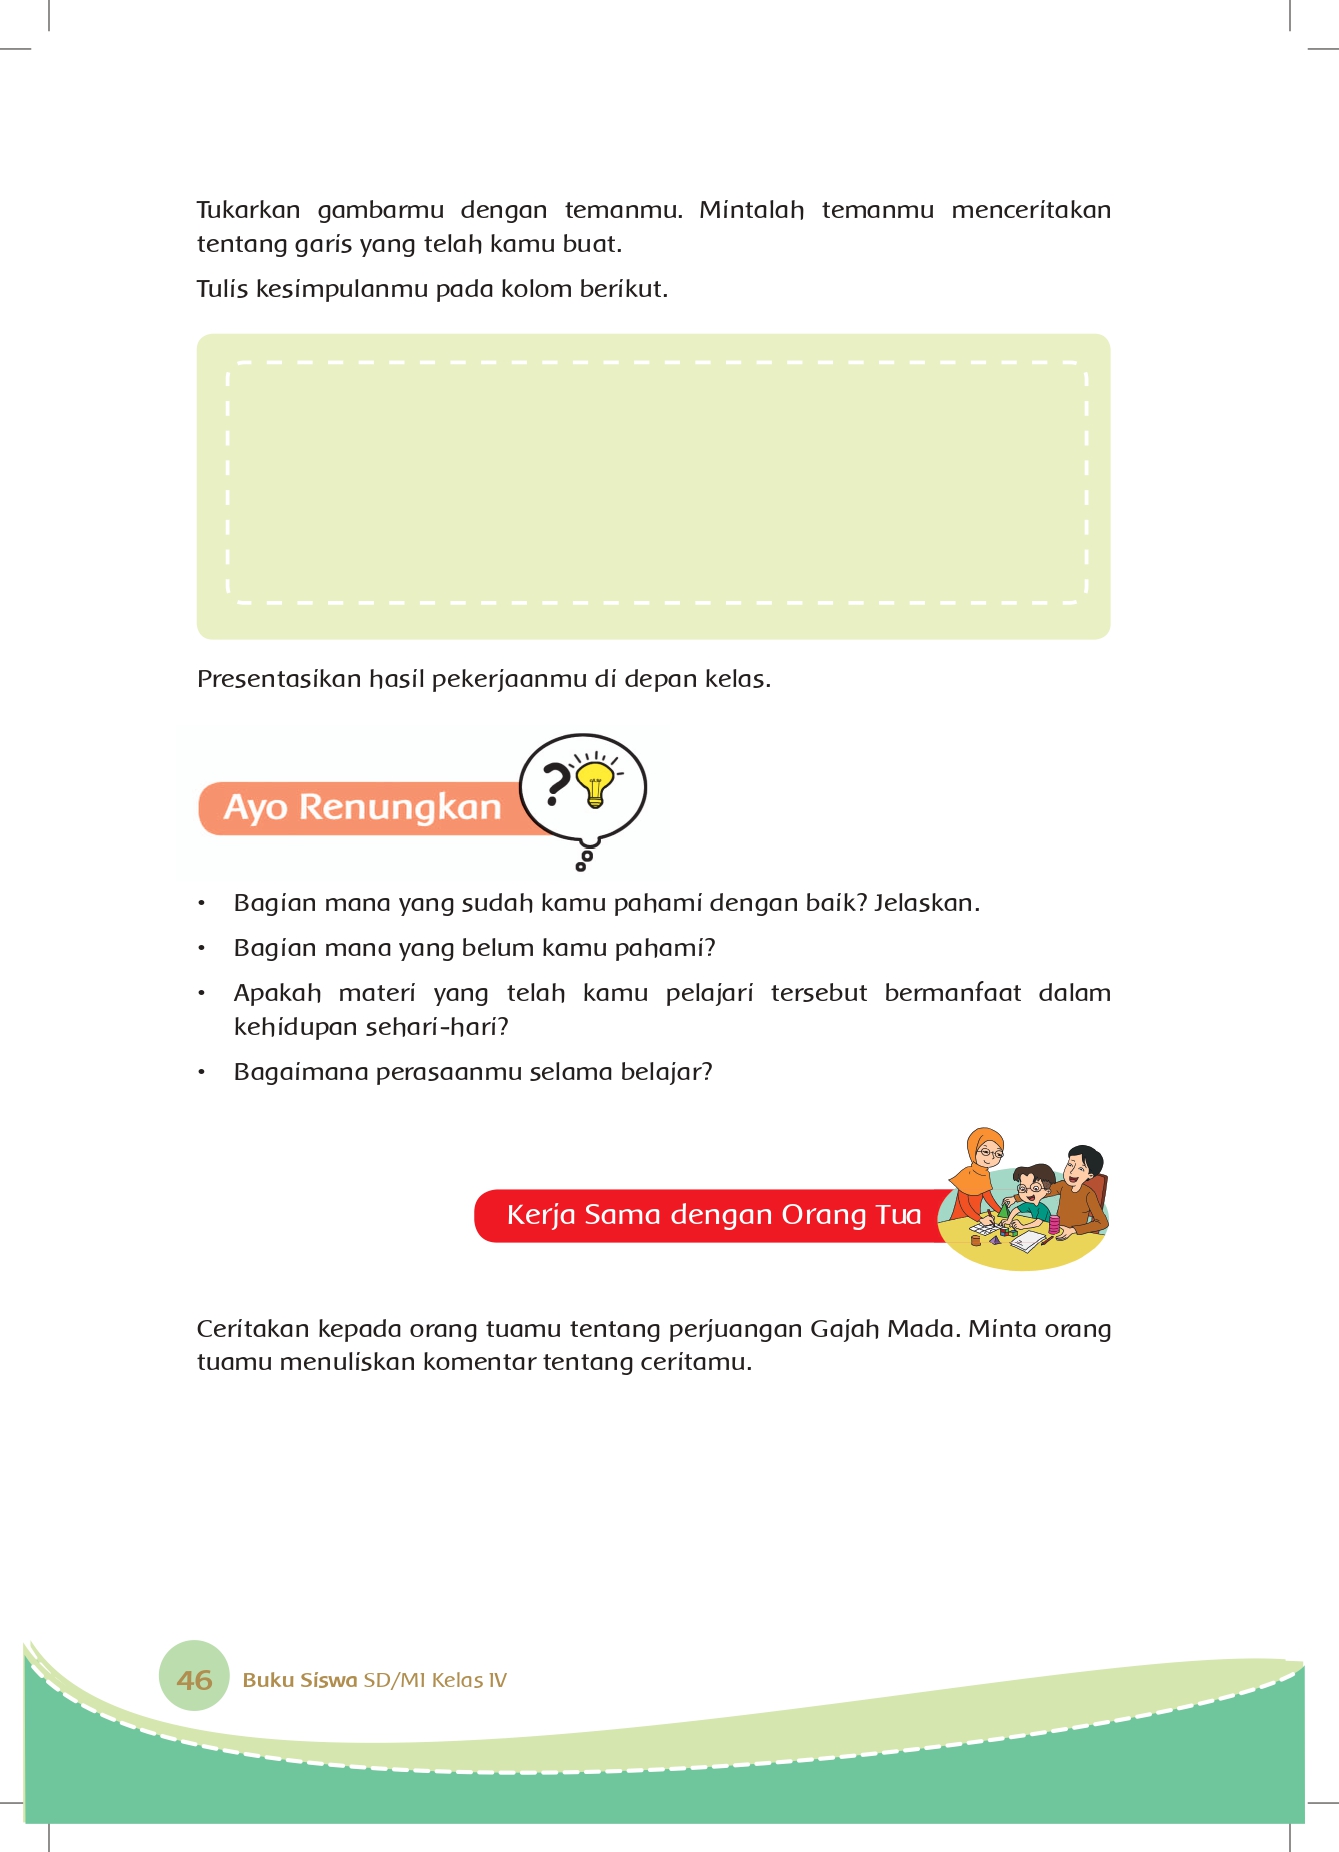 Tukarkan gambarmu dengan temanmu. Mintalah temanmu menceritakan
tentang garis yang telah kamu buat.
Tulis kesimpulanmu pada kolom berikut.
Presentasikan hasil pekerjaanmu di depan kelas.
Ayo Renungkan
?
• Bagian mana yang sudah kamu pahami dengan baik? Jelaskan.
• Bagian mana yang belum kamu pahami?
• Apakah materi yang telah kamu pelajari tersebut bermanfaat dalam
kehidupan sehari-hari?
• Bagaimana perasaanmu selama belajar?
Kerja Sama dengan Orang Tua
Ceritakan kepada orang tuamu tentang perjuangan Gajah Mada. Minta orang
tuamu menuliskan komentar tentang ceritamu.
46 Buku Siswa SD/MI Kelas IV